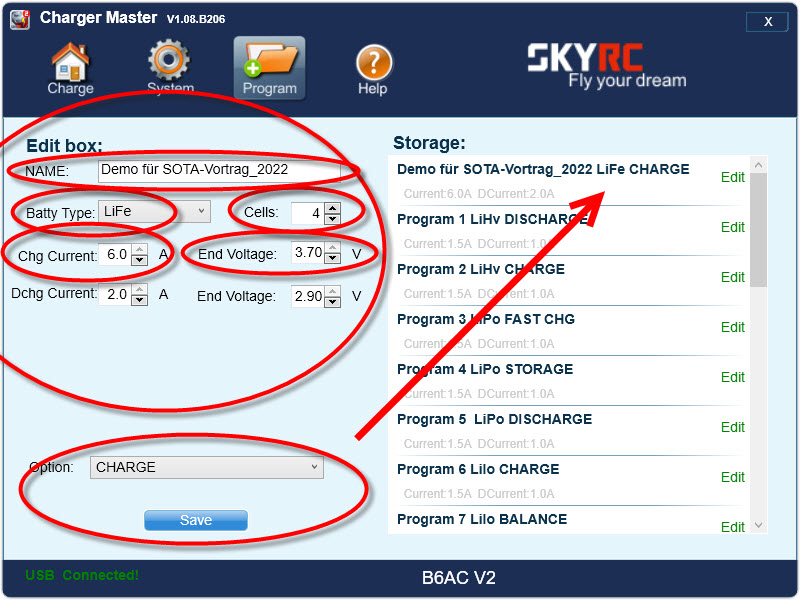 Charger Master V1.08.B206
X
Charge
System
Program
Help
SKYRC
Fly your dream
Edit box:
NAME: Demo für SOTA-Vortrag_2022
Batty Type: LiFe
Cells: 4
Chg Current: 6.0 A
End Voltage: 3.70 V
Dchg Current: 2.0 A
End Voltage: 2.90 V
Option: CHARGE
Save
Storage:
Demo für SOTA-Vortrag_2022 LiFe CHARGE
Current:6.0A DCurrent:2.0A
Edit
Program 1 LiHv DISCHARGE
Current:1.5A DCurrent:1.0A
Edit
Program 2 LiHv CHARGE
Current:1.5A DCurrent:1.0A
Edit
Program 3 LiPo FAST CHG
Current:1.5A DCurrent:1.0A
Edit
Program 4 LiPo STORAGE
Current:1.5A DCurrent:1.0A
Edit
Program 5 LiPo DISCHARGE
Current:1.5A DCurrent:1.0A
Edit
Program 6 LiIo CHARGE
Current:1.5A DCurrent:1.0A
Edit
Program 7 LiIo BALANCE
Edit
USB Connected!
B6AC V2